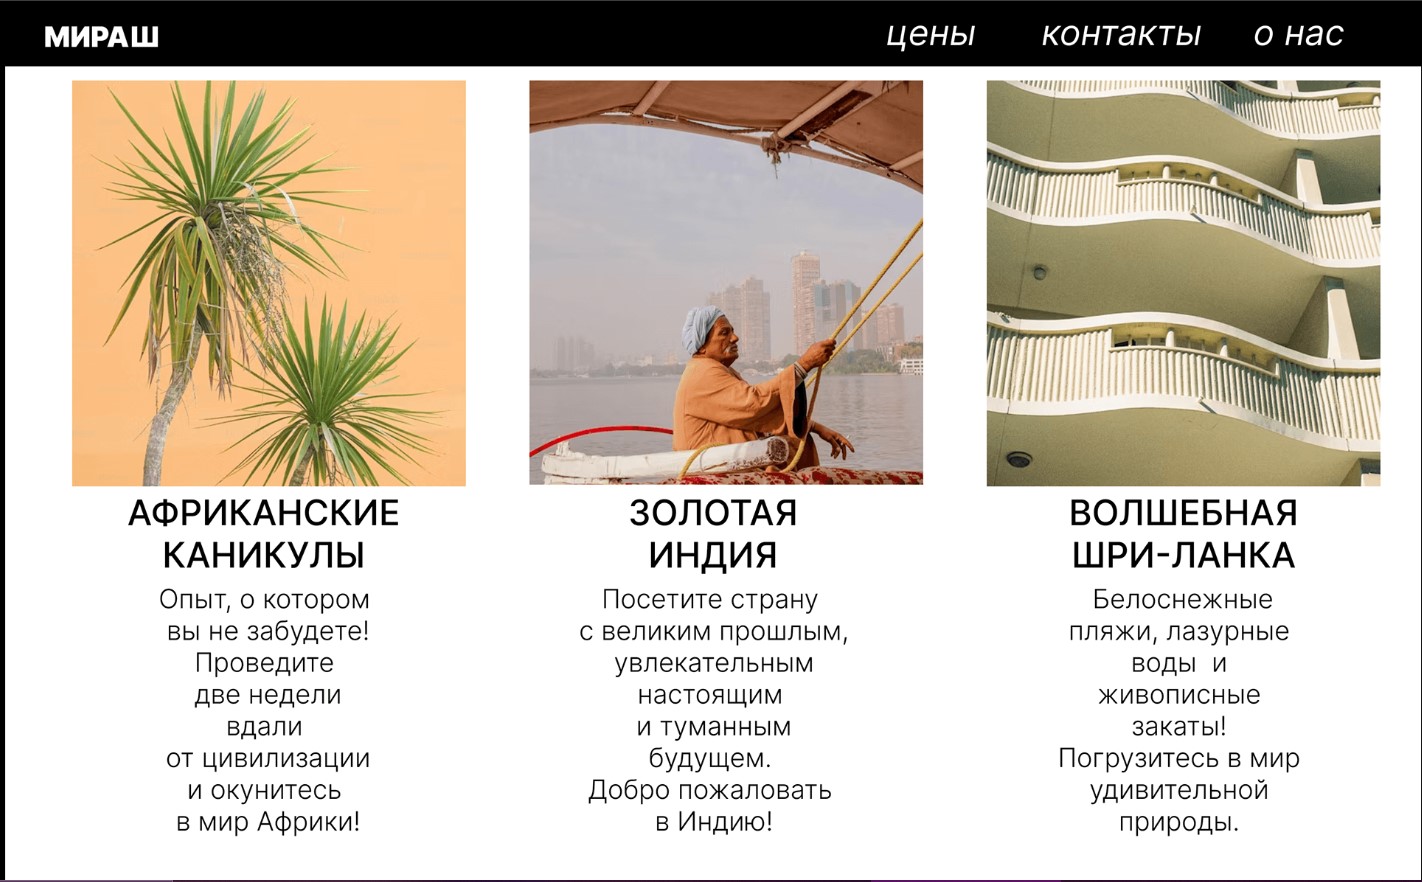 МИРАШ
цены контакты о нас
АФРИКАНСКИЕ
КАНИКУЛЫ
Опыт, о котором
вы не забудете!
Проведите
две недели
вдали
от цивилизации
и окунитесь
в мир Африки!
ЗОЛОТАЯ
ИНДИЯ
Посетите страну
с великим прошлым,
увлекательным
настоящим
и туманным
будущем.
Добро пожаловать
в Индию!
ВОЛШЕБНАЯ
ШРИ-ЛАНКА
Белоснежные
пляжи, лазурные
воды и
живописные
закаты!
Погрузитесь в мир
удивительной
природы.